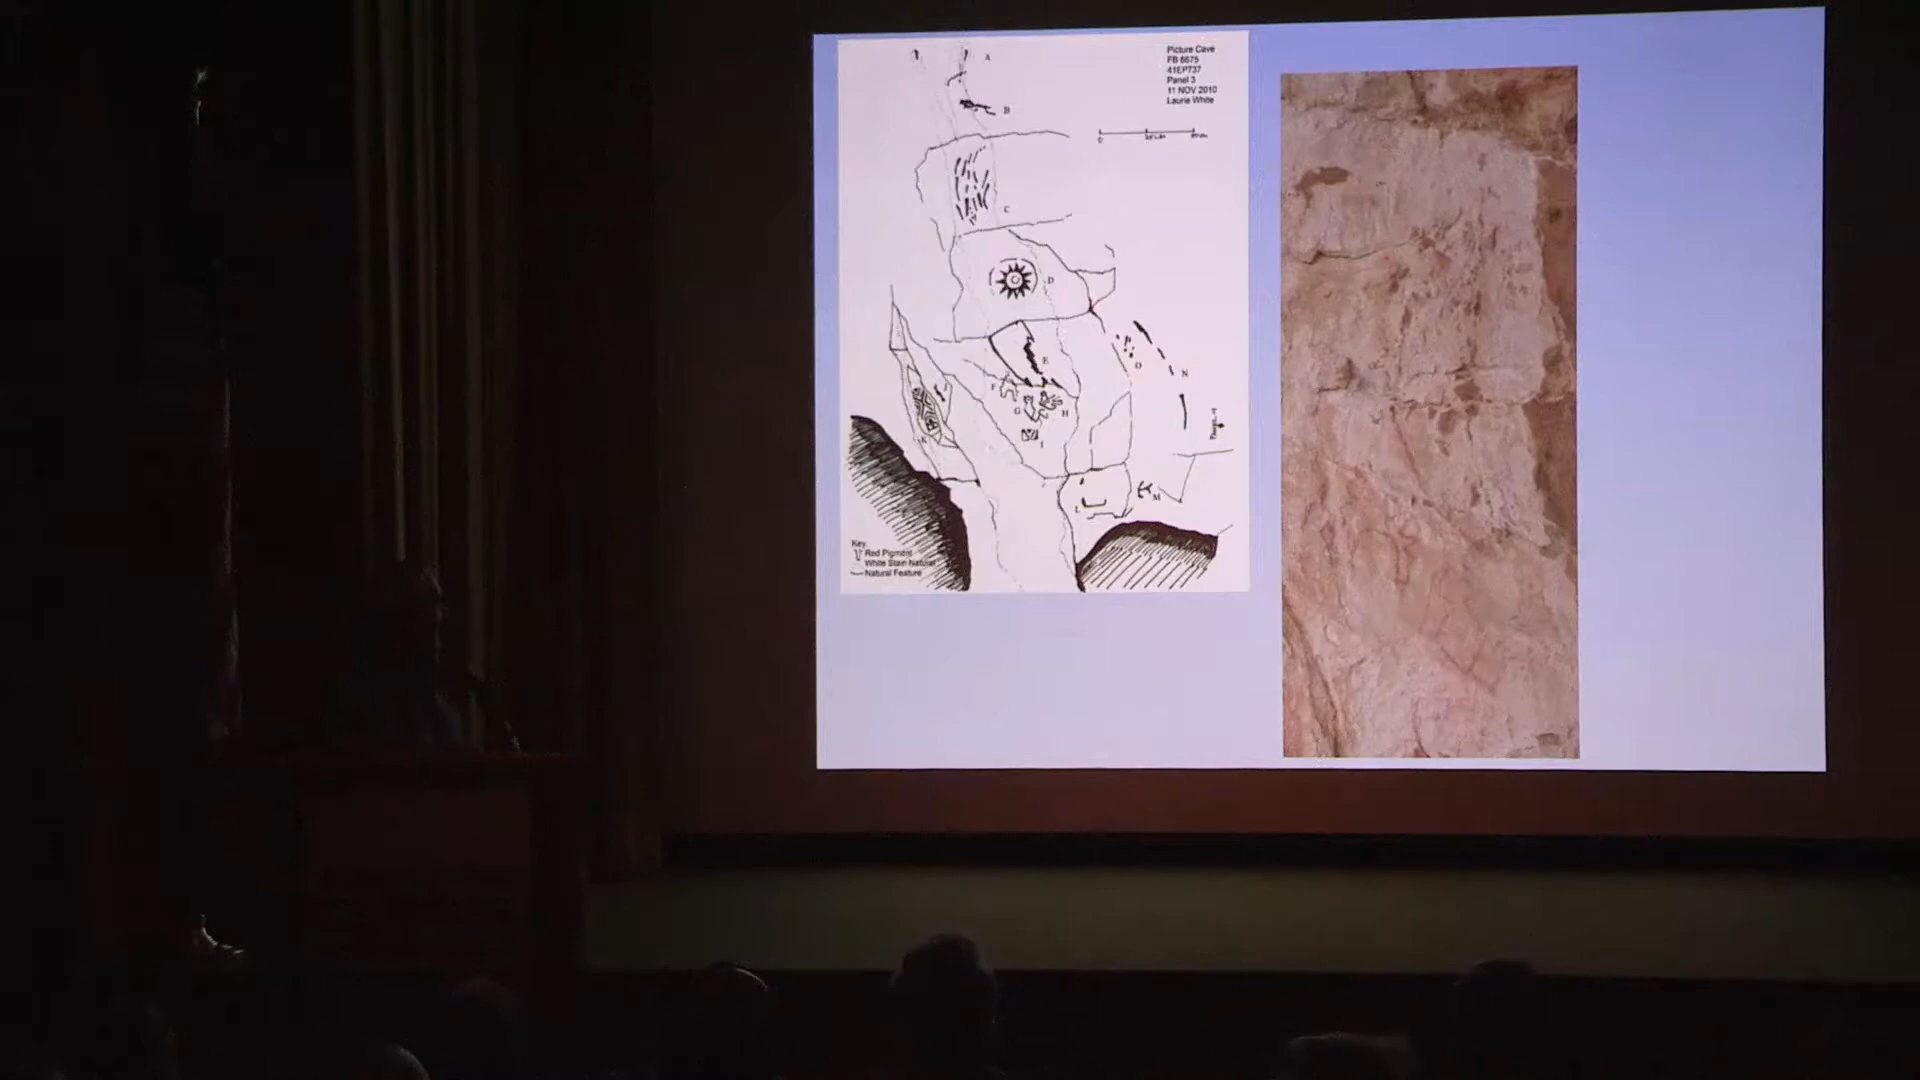 Picture Cave
FB 6675
41EP737
Panel 3
11 NOV 2010
Laurie White
A
B
0
C
D
E
O
N
F
G
H
I
K
L
M
Key
Red Pigment
White Stain Natural
Natural Feature